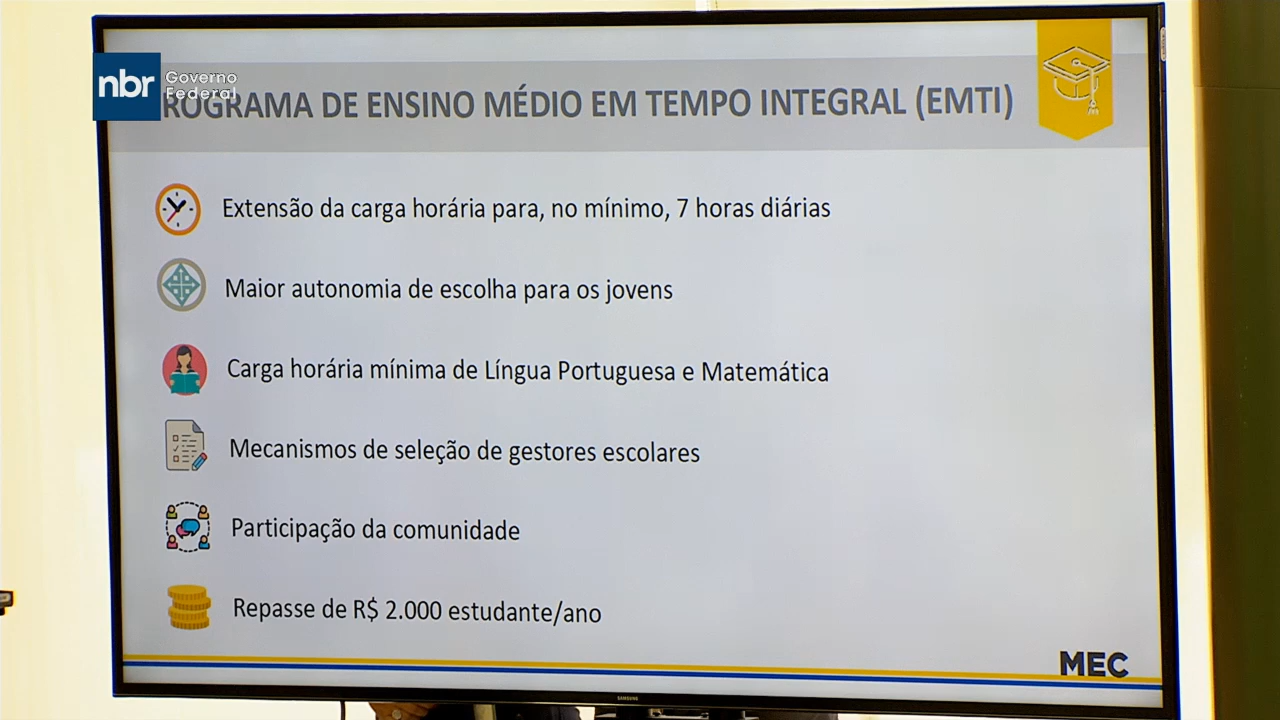 nbr Governo
Federal
ROGRAMA DE ENSINO MÉDIO EM TEMPO INTEGRAL (EMTI)
Extensão da carga horária para, no mínimo, 7 horas diárias
Maior autonomia de escolha para os jovens
Carga horária mínima de Língua Portuguesa e Matemática
Mecanismos de seleção de gestores escolares
Participação da comunidade
Repasse de R$ 2.000 estudante/ano
MEC
SAMSUNG